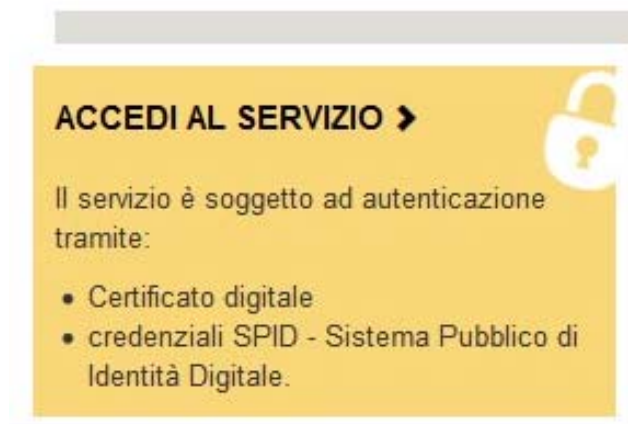 ACCEDI AL SERVIZIO
Il servizio è soggetto ad autenticazione
tramite:
• Certificato digitale
• credenziali SPID - Sistema Pubblico di
Identità Digitale.